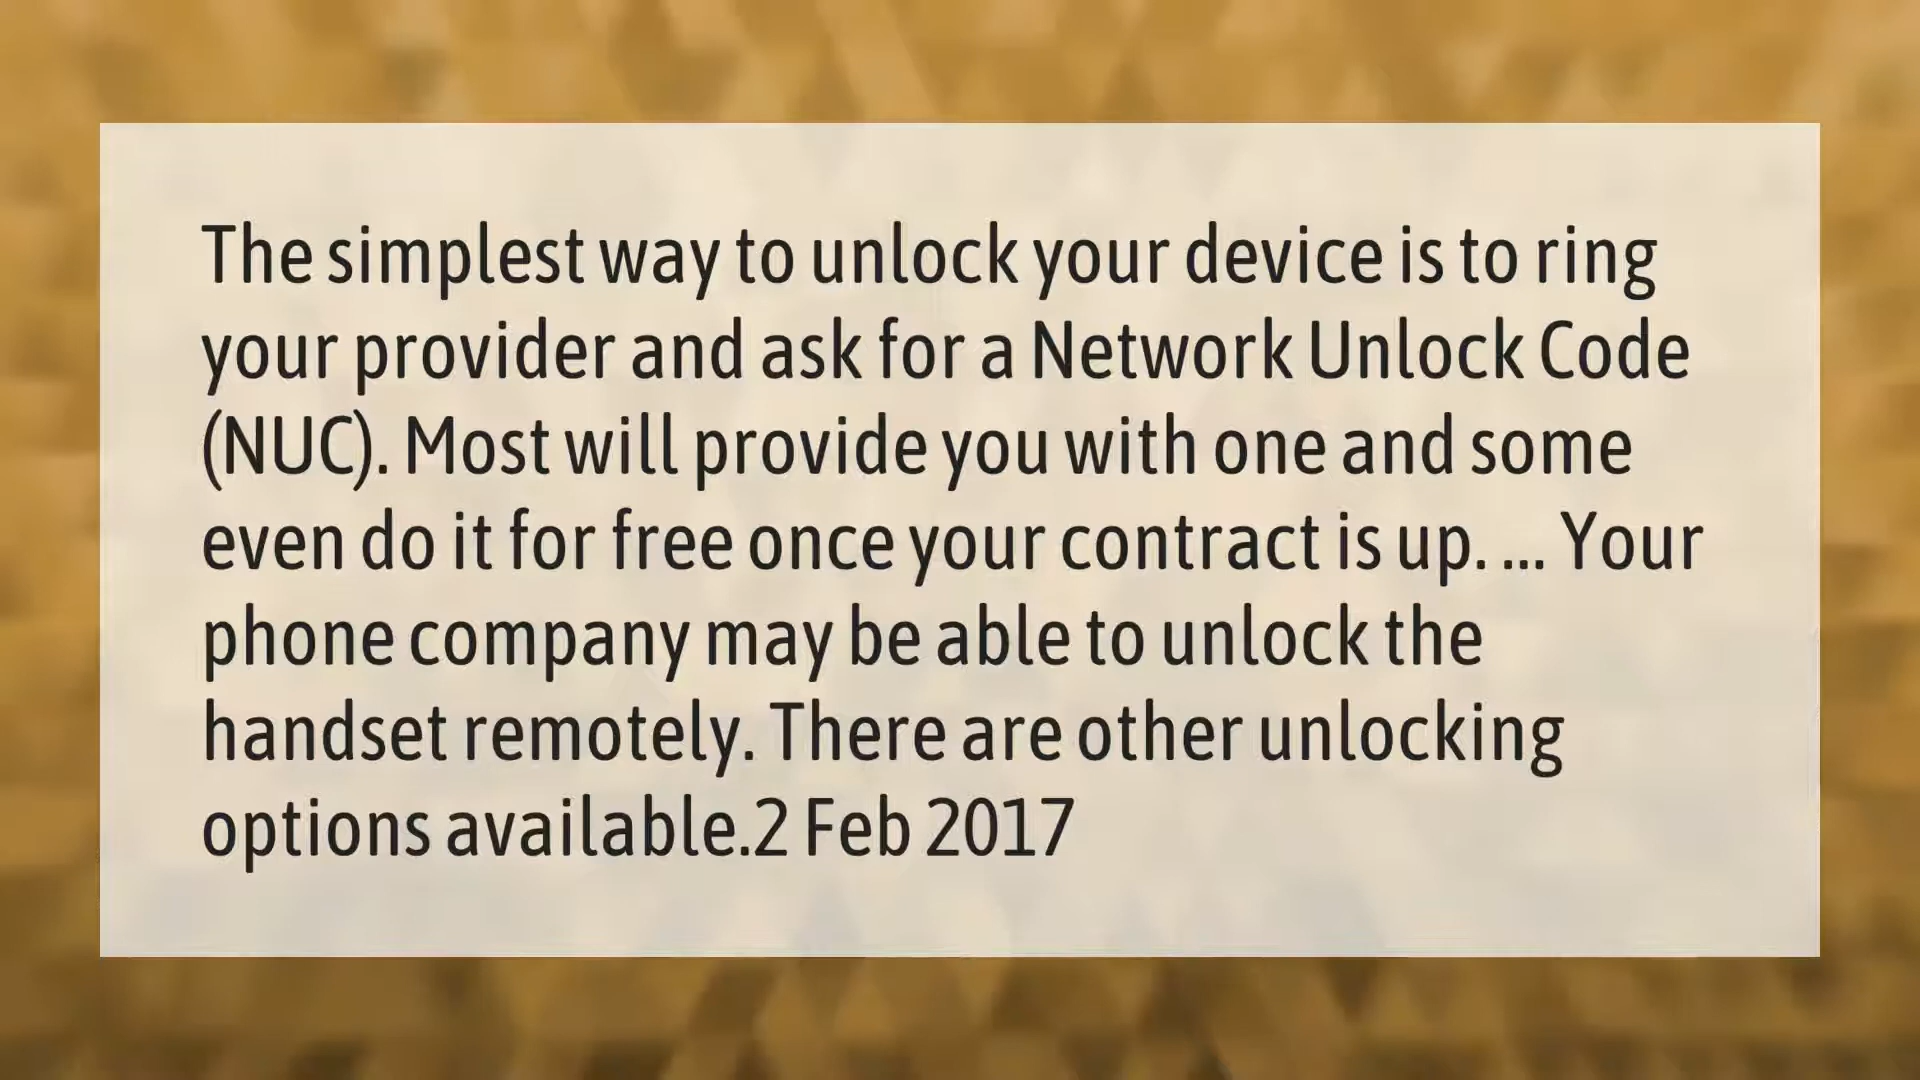 The simplest way to unlock your device is to ring
your provider and ask for a Network Unlock Code
(NUC). Most will provide you with one and some
even do it for free once your contract is up. ... Your
phone company may be able to unlock the
handset remotely. There are other unlocking
options available.2 Feb 2017